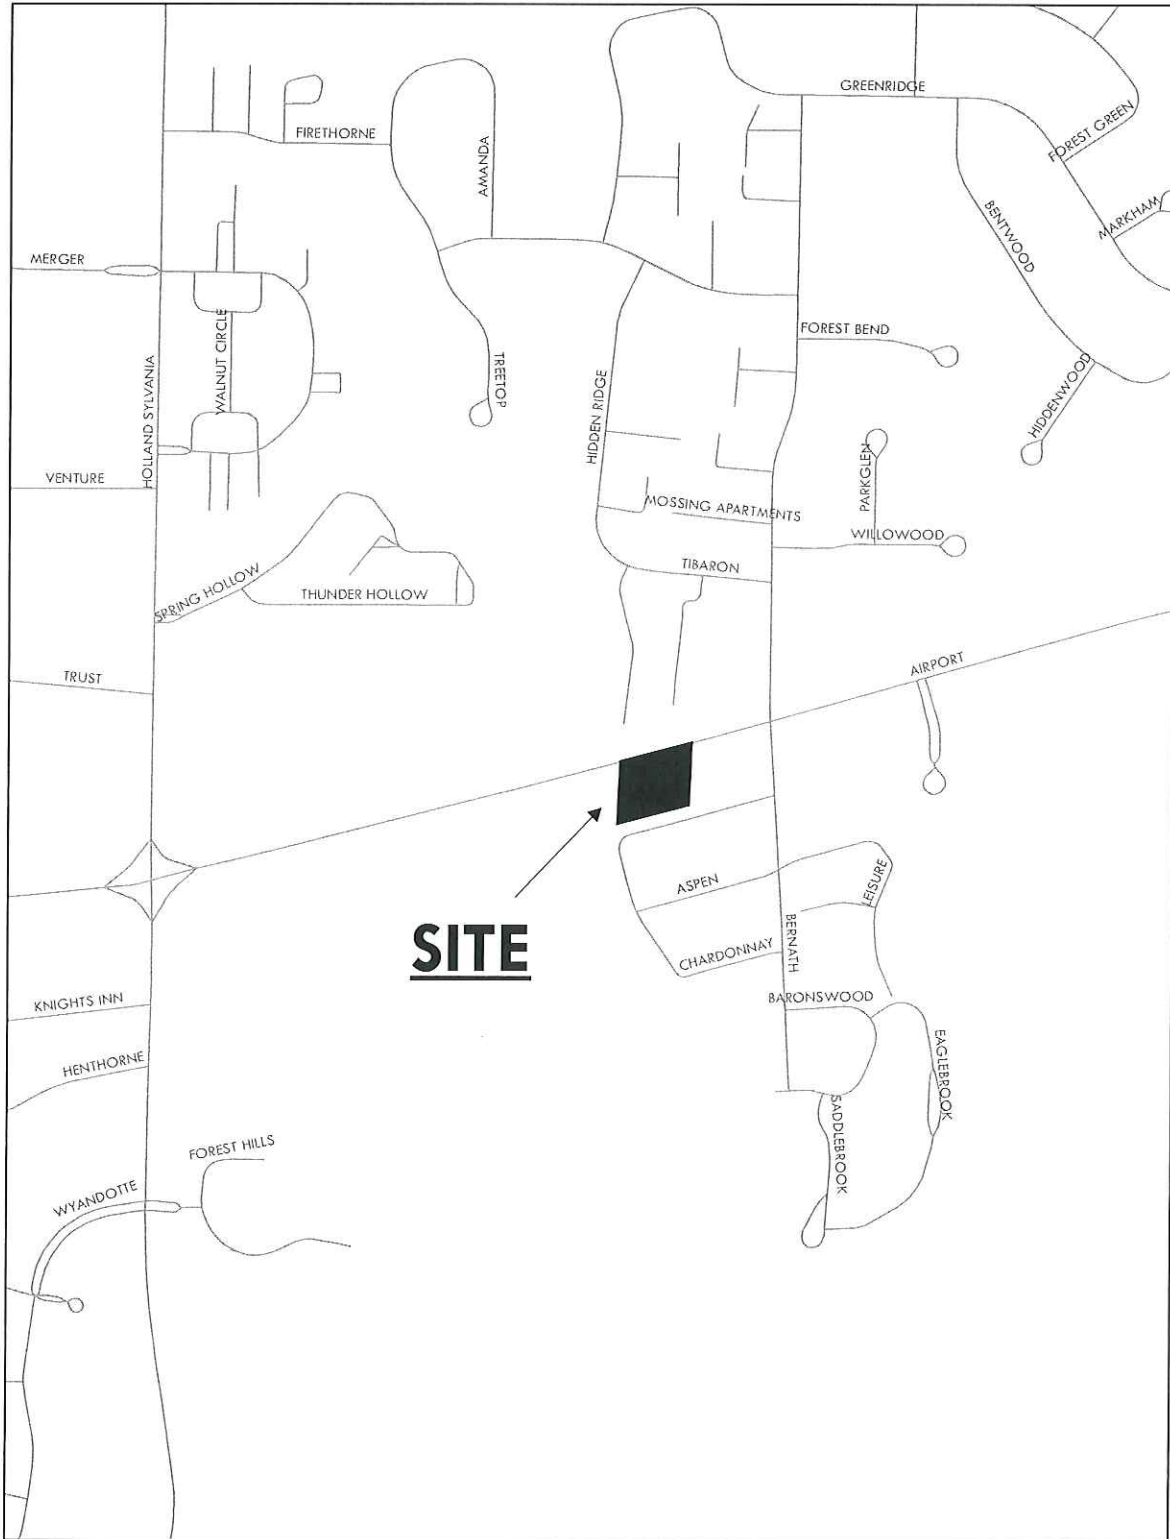 GREENRIDGE
FOREST GREEN
FIRETHORNE
AMANDA
MARKHAM
BENTWOOD
MERGER
FOREST BEND
WALNUT CIRCLE
TREETOP
HOLLAND SYLVANIA
HIDDEN RIDGE
HIDDENWOOD
VENTURE
PARKGLEN
MOSSING APARTMENTS
WILLOWOOD
TIBARON
SPRING HOLLOW
THUNDER HOLLOW
AIRPORT
TRUST
ASPEN
LEISURE
SITE
BERNATH
CHARDONNAY
BARONSWOOD
KNIGHTS INN
HENTHORNE
EAGLEBROOK
SADDLEBROOK
FOREST HILLS
WYANDOTTE